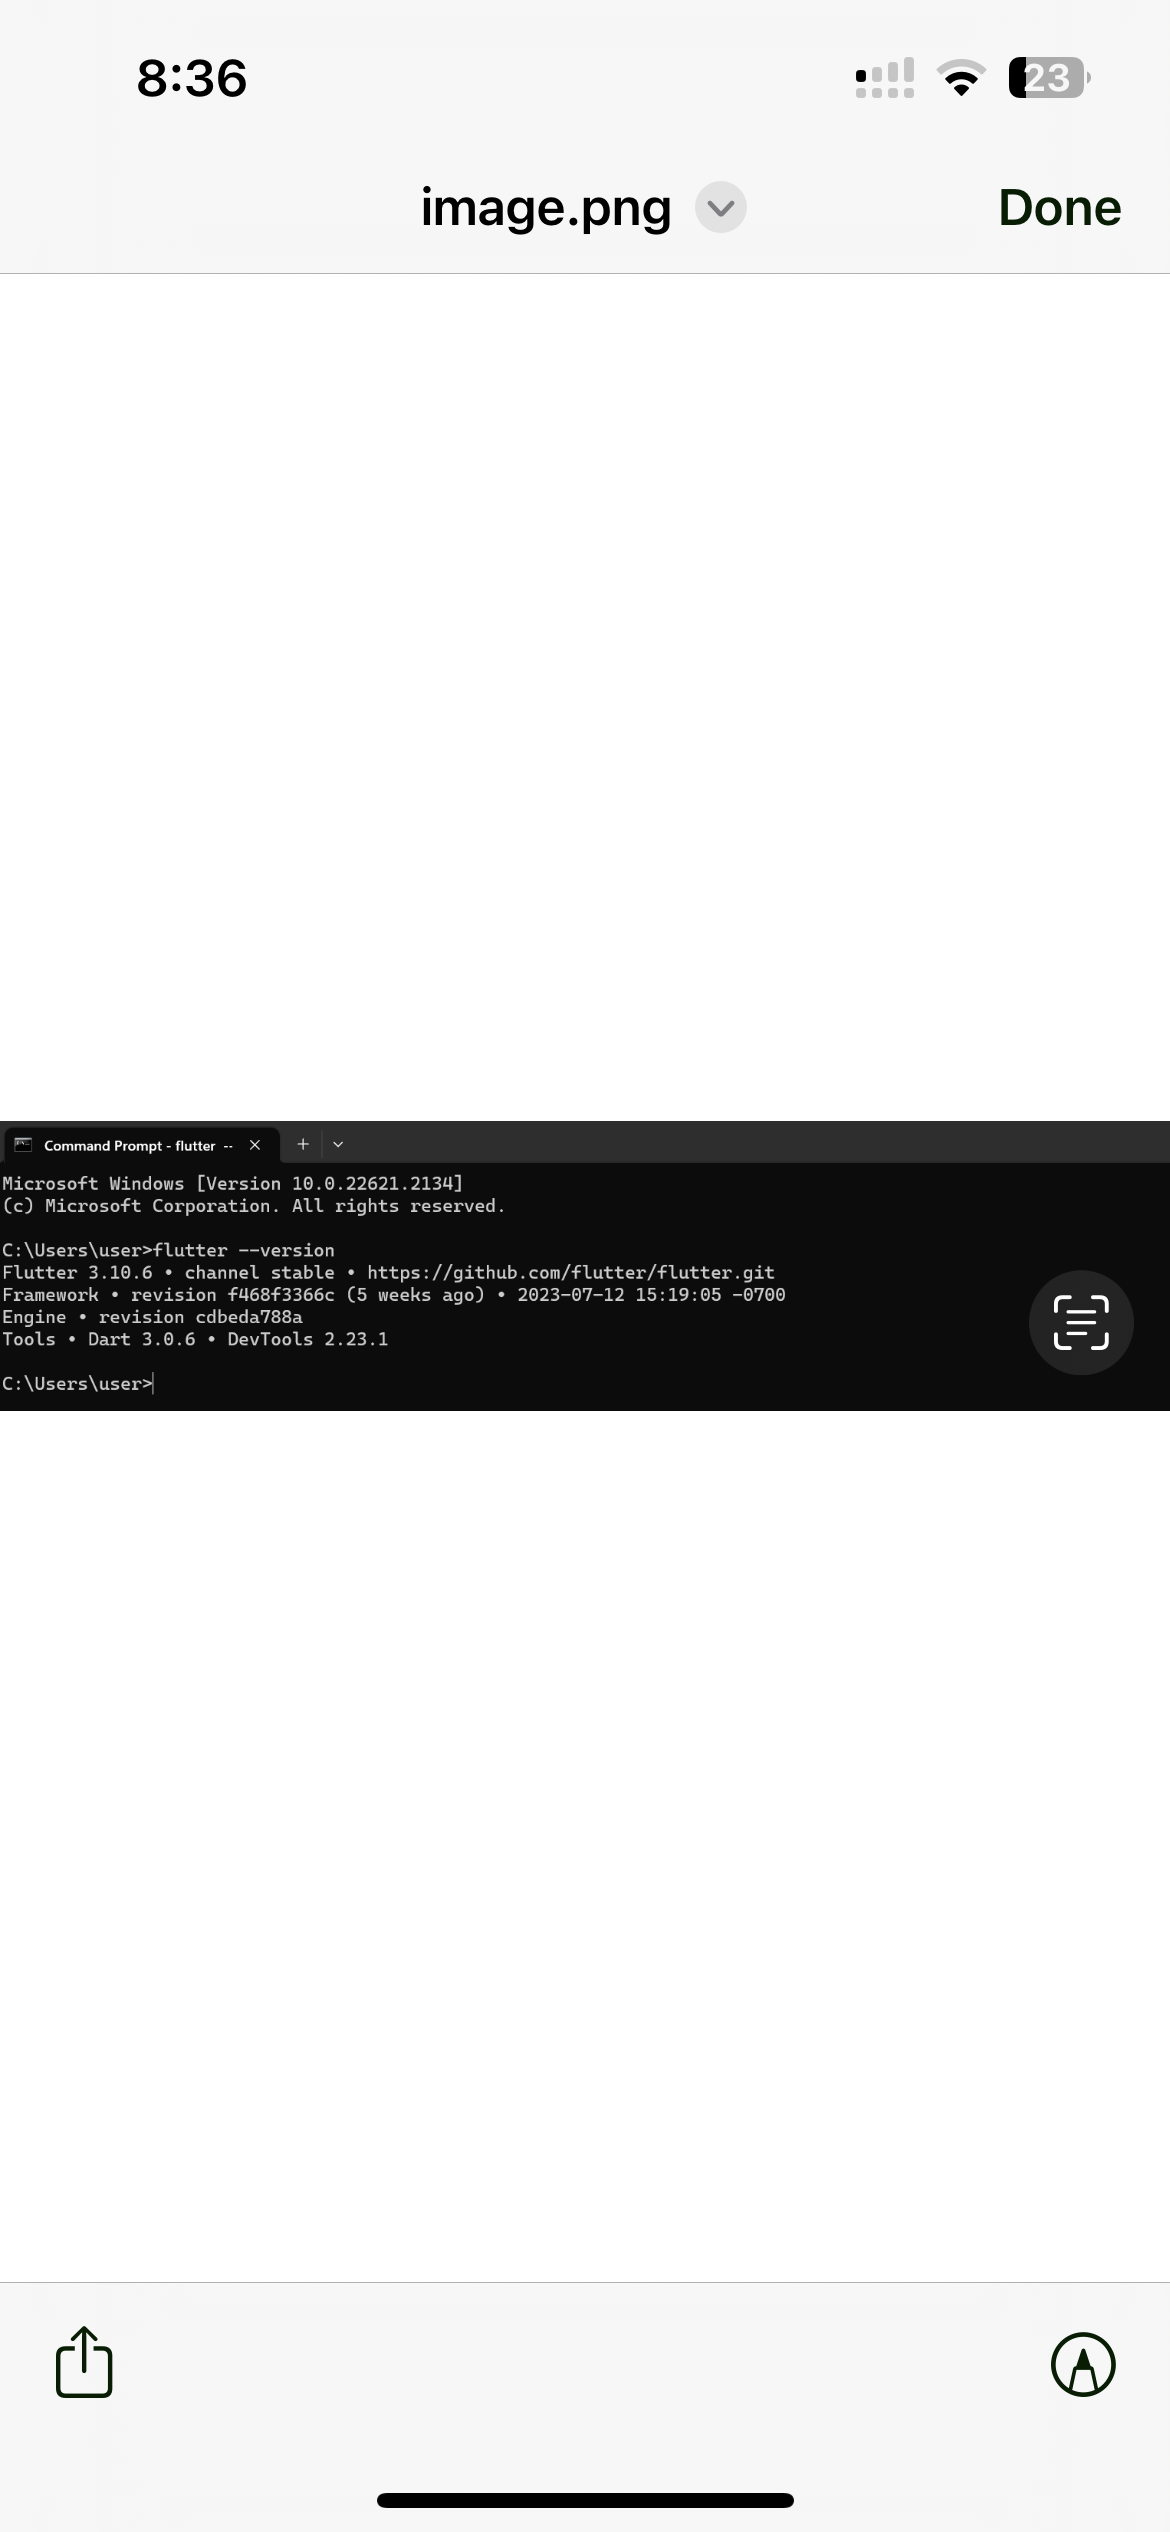 8:36
23
image.png
Done
Command Prompt - flutter --
Microsoft Windows [Version 10.0.22621.2134]
(c) Microsoft Corporation. All rights reserved.
C:\Users\user>flutter --version
Flutter 3.10.6 • channel stable • https://github.com/flutter/flutter.git
Framework • revision f468f3366c (5 weeks ago) • 2023-07-12 15:19:05 -0700
Engine • revision cdbeda788a
Tools • Dart 3.0.6 • DevTools 2.23.1
C:\Users\user>